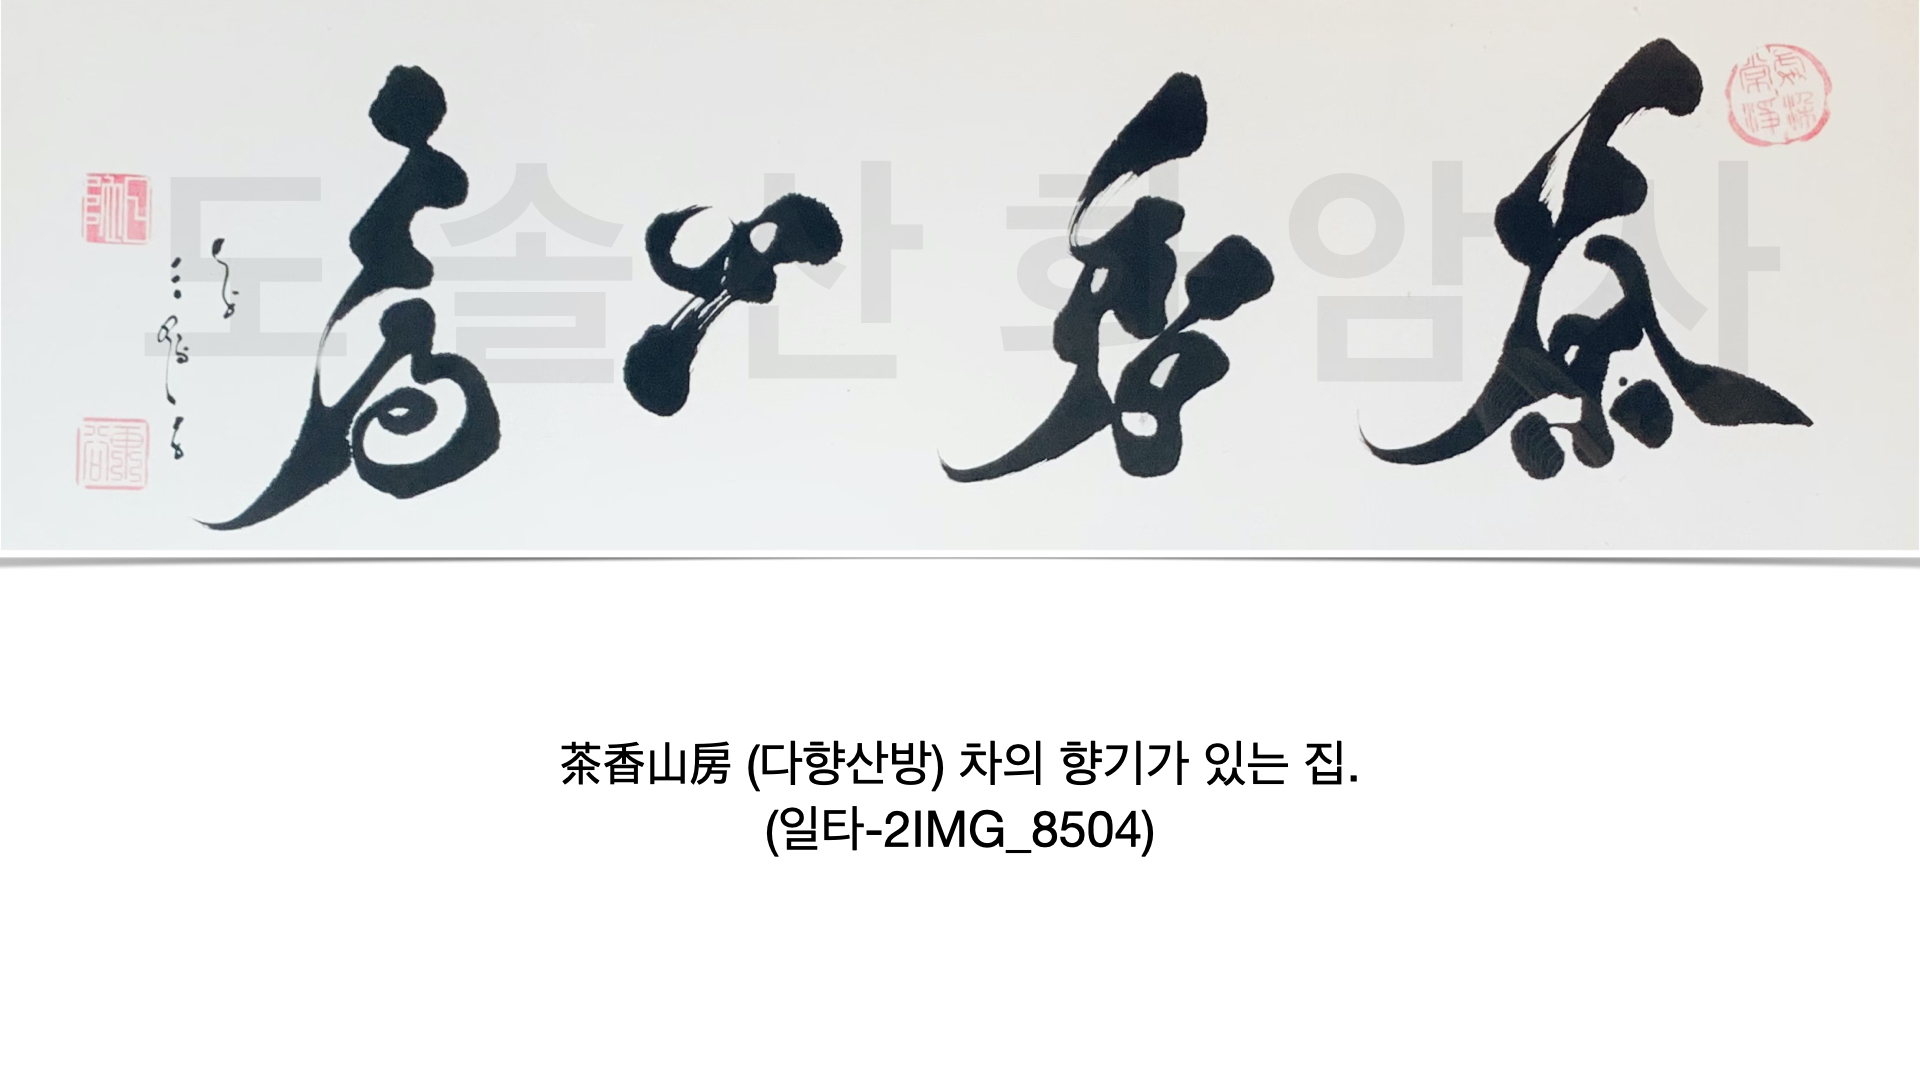 茶香山房
도솔산 화암사
茶香山房 (다향산방) 차의 향기가 있는 집.
(일타-2IMG_8504)